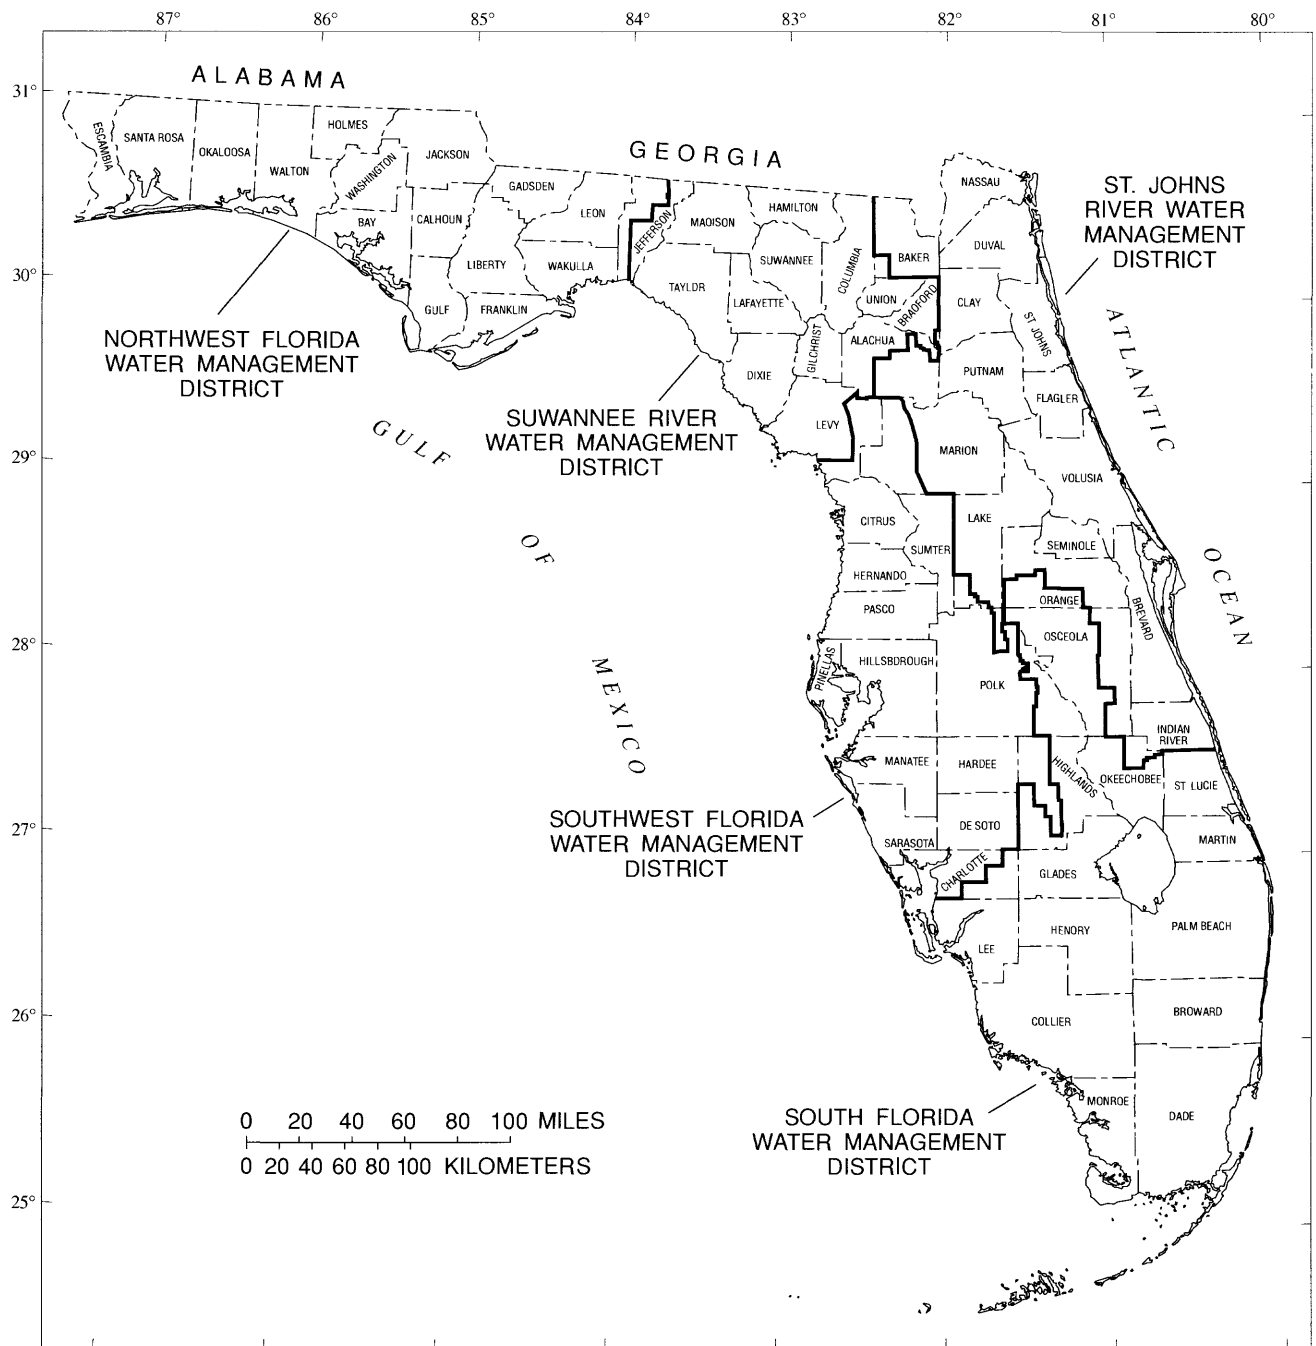 87° 86° 85° 84° 83° 82° 81° 80°
31°
30°
29°
28°
27°
26°
25°
ALABAMA
GEORGIA
ESCAMBIA
SANTA ROSA
OKALOOSA
WALTON
HOLMES
WASHINGTON
JACKSON
BAY
CALHOUN
GULF
GADSDEN
LIBERTY
FRANKLIN
LEON
WAKULLA
JEFFERSON
MAOISON
TAYLDR
HAMILTON
SUWANNEE
LAFAYETTE
DIXIE
GILCHRIST
COLUMBIA
BAKER
UNION
BRAOFORD
ALACHUA
LEVY
NASSAU
DUVAL
CLAY
ST JOHNS
PUTNAM
FLAGLER
MARION
VOLUSIA
CITRUS
SUMTER
LAKE
SEMINOLE
HERNANDO
PASCO
ORANGE
OSCEOLA
BREVARD
PINELLAS
HILLSBDROUGH
POLK
INDIAN
RIVER
MANATEE
HARDEE
HIGHLANDS
OKEECHOBEE
ST LUCIE
SARASOTA
DE SOTO
MARTIN
CHARLOTTE
GLADES
LEE
HENORY
PALM BEACH
COLLIER
BROWARD
MONROE
DADE
ST. JOHNS
RIVER WATER
MANAGEMENT
DISTRICT
NORTHWEST FLORIDA
WATER MANAGEMENT
DISTRICT
SUWANNEE RIVER
WATER MANAGEMENT
DISTRICT
SOUTHWEST FLORIDA
WATER MANAGEMENT
DISTRICT
SOUTH FLORIDA
WATER MANAGEMENT
DISTRICT
GULF
OF
MEXICO
ATLANTIC
OCEAN
0 20 40 60 80 100 MILES
0 20 40 60 80 100 KILOMETERS